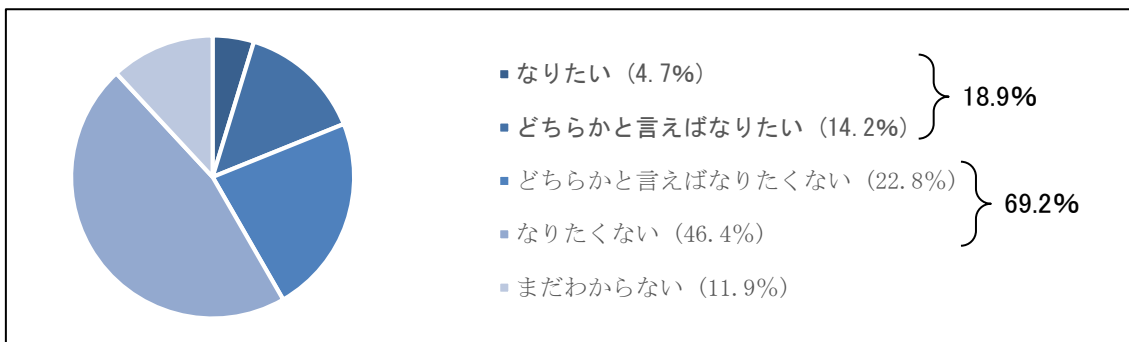 なりたい (4.7%)
18.9%
どちらかと言えばなりたい (14.2%)
どちらかと言えばなりたくない (22.8%)
69.2%
なりたくない (46.4%)
まだわからない (11.9%)